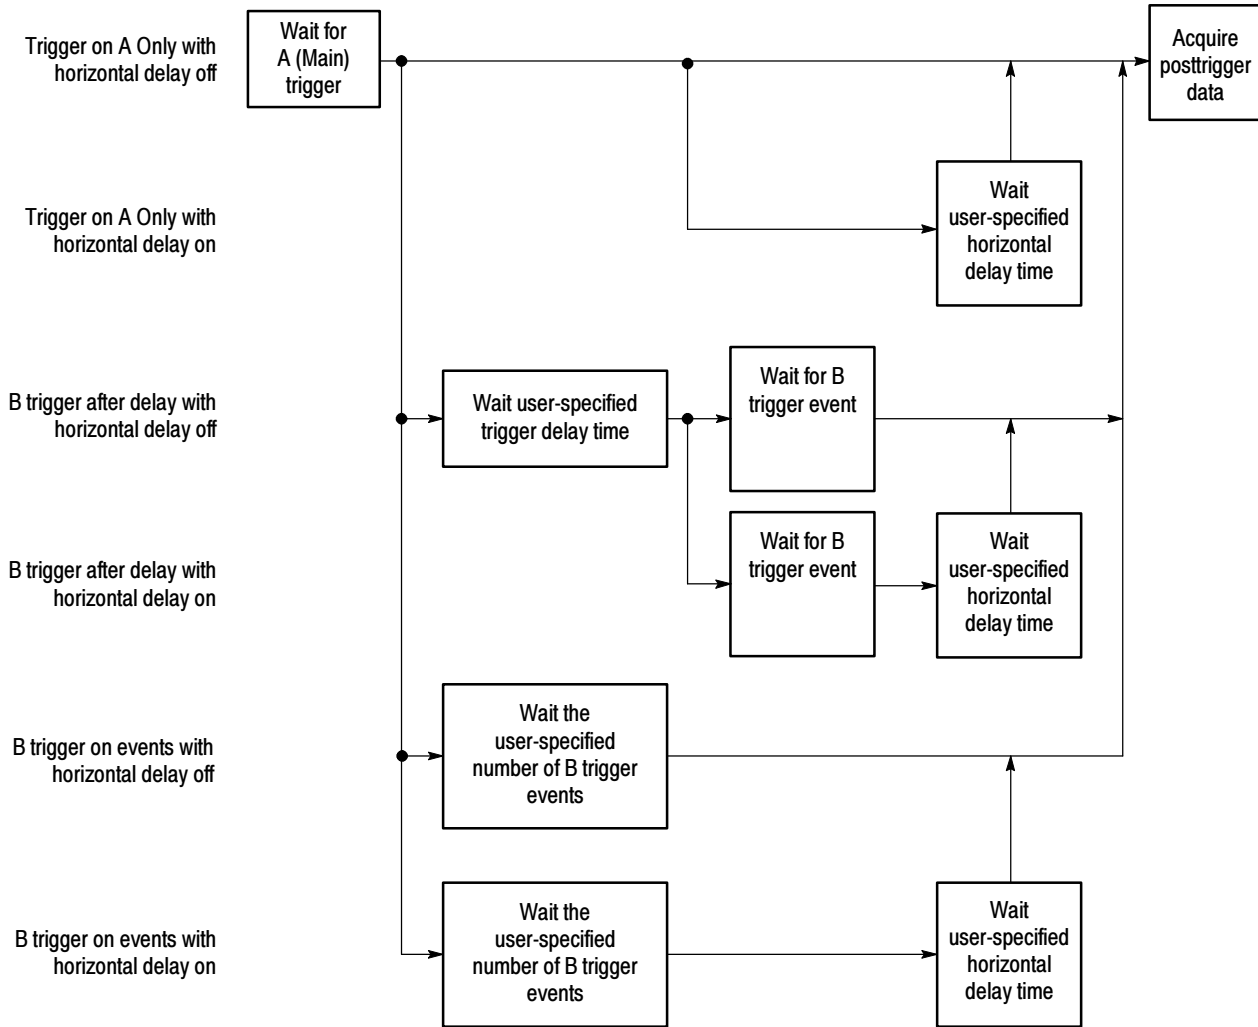 Trigger on A Only with
horizontal delay off
Wait for
A (Main)
trigger
Acquire
posttrigger
data
Trigger on A Only with
horizontal delay on
Wait
user-specified
horizontal
delay time
B trigger after delay with
horizontal delay off
Wait user-specified
trigger delay time
Wait for B
trigger event
B trigger after delay with
horizontal delay on
Wait for B
trigger event
Wait
user-specified
horizontal
delay time
B trigger on events with
horizontal delay off
Wait the
user-specified
number of B trigger
events
B trigger on events with
horizontal delay on
Wait the
user-specified
number of B trigger
events
Wait
user-specified
horizontal
delay time